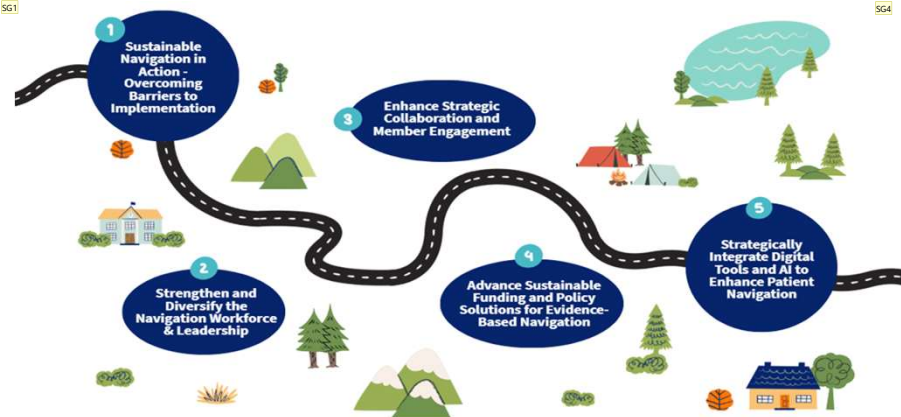 SG1
SG4
1
Sustainable
Navigation in
Action -
Overcoming
Barriers to
Implementation
2
Strengthen and
Diversify the
Navigation Workforce
& Leadership
3
Enhance Strategic
Collaboration and
Member Engagement
4
Advance Sustainable
Funding and Policy
Solutions for Evidence-
Based Navigation
5
Strategically
Integrate Digital
Tools and AI to
Enhance Patient
Navigation